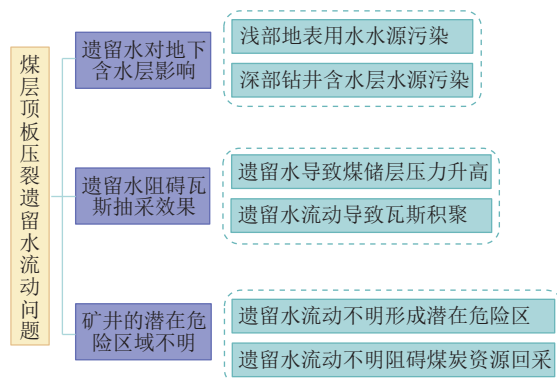 煤层顶板压裂遗留水流动问题
遗留水对地下
含水层影响
浅部地表用水水源污染
深部钻井含水层水源污染
遗留水阻碍瓦
斯抽采效果
遗留水导致煤储层压力升高
遗留水流动导致瓦斯积聚
矿井的潜在危
险区域不明
遗留水流动不明形成潜在危险区
遗留水流动不明阻碍煤炭资源回采